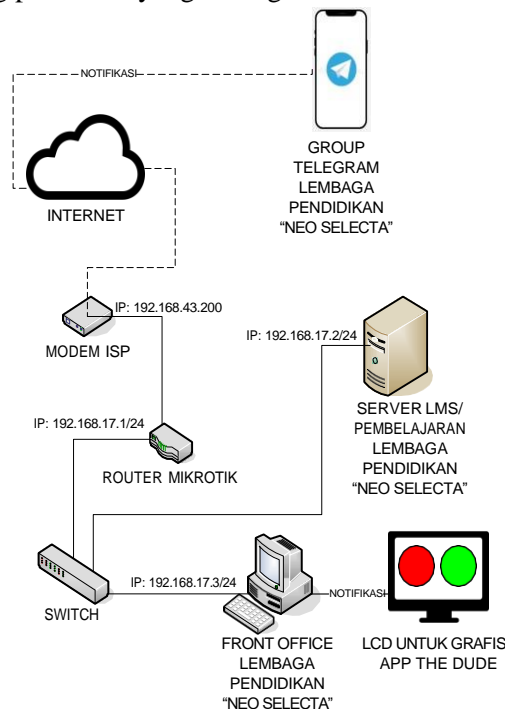 NOTIFIKASI
GROUP
TELEGRAM
LEMBAGA
PENDIDIKAN
“NEO SELECTA”
INTERNET
IP: 192.168.43.200
MODEM ISP
IP: 192.168.17.2/24
SERVER LMS/
PEMBELAJARAN
LEMBAGA
PENDIDIKAN
“NEO SELECTA”
IP: 192.168.17.1/24
ROUTER MIKROTIK
SWITCH
IP: 192.168.17.3/24
FRONT OFFICE
LEMBAGA
PENDIDIKAN
“NEO SELECTA”
NOTIFIKASI
LCD UNTUK GRAFIS
APP THE DUDE